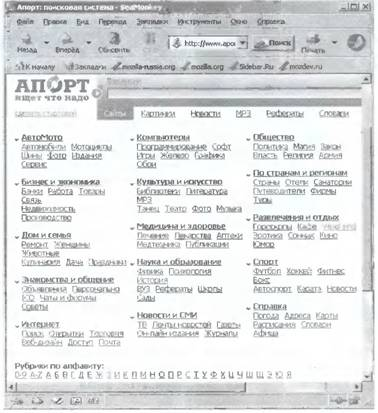 Апорт: поисковая система - SeaMonkey
Файл Правка Вид Переход Закладки Инструменты Окно Справка
Назад Вперёд Обновить http://www.apo Поиск Печать
К началу Закладки mozilla-russia.org mozilla.org Sidebar.Ru mozdev.ru
АПОРТ
ищет что надо
сделать стартовой Сайты Картинки Новости MP3 Рефераты Словари
АвтоМото
Автомобили Мотоциклы
Шины Фото Издания
Сервис
Бизнес и экономика
Банки Работа Товары
Связь
Недвижимость
Производство
Дом и семья
Ремонт Женщины
Животные
Кулинария Дача Праздники
Знакомства и общение
Объявления Персонально
ICQ Чаты и форумы
Советы
Интернет
Поиск Открытки Торговля
Веб-дизайн Доступ Почта
Компьютеры
Программирование Софт
Игры Железо Графика
Обои
Культура и искусство
Библиотеки Литература
MP3
Танец Театр Фото Музыка
Медицина и здоровье
Лечение Лекарства Аптеки
Медтехника Публикации
Наука и образование
Физика Психология
История
ВУЗ Рефераты Школы
Сады
Новости и СМИ
ТВ Ленты новостей Газеты
Он-лайн издания Журналы
Общество
Политика Магия Закон
Власть Религия Армия
По странам и регионам
Страны Отели Санатории
Путеводители Фирмы
Туры
Развлечения и отдых
Гороскопы Кафе
Эротика Сонник Кино
Юмор
Спорт
Футбол Хоккей Фитнес
Бокс
Автоспорт Карате Новости
Справка
Погода Адреса Карты
Расписания Словари
Афиша
Рубрики по алфавиту:
0-9 A-Z А Б В Г Д Е Ж З И К Л М Н О П Р С Т У Ф Х Ц Ч Ш Щ Э Ю Я